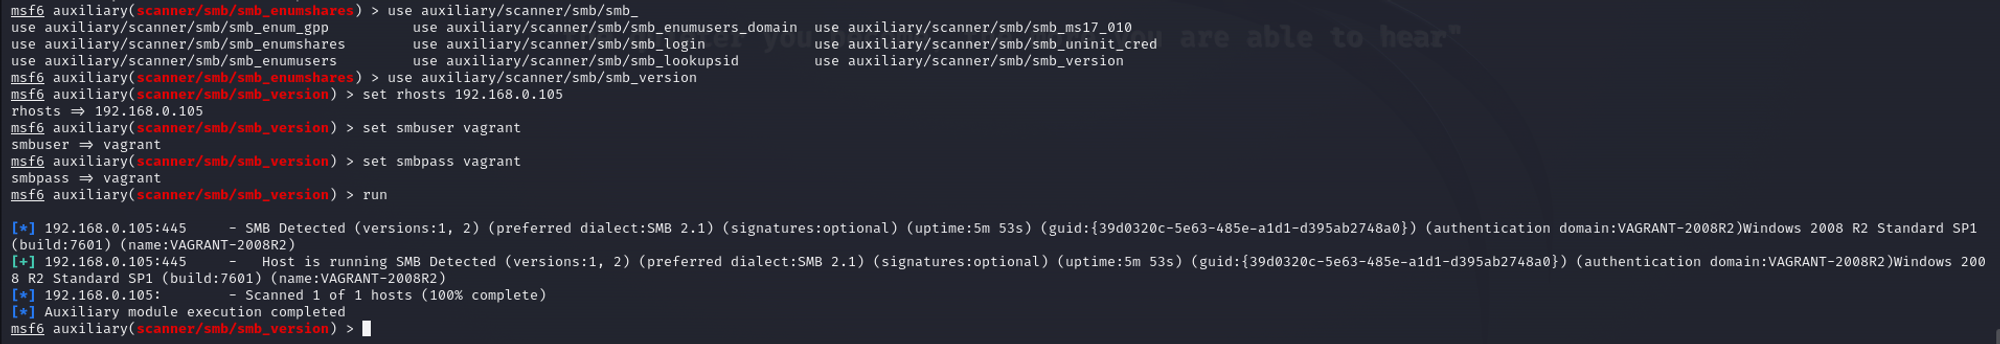 msf6 auxiliary(scanner/smb/smb_enumshares) > use auxiliary/scanner/smb/smb_
use auxiliary/scanner/smb/smb_enum_gpp use auxiliary/scanner/smb/smb_enumusers_domain use auxiliary/scanner/smb/smb_ms17_010
use auxiliary/scanner/smb/smb_enumshares use auxiliary/scanner/smb/smb_login use auxiliary/scanner/smb/smb_uninit_cred
you are able to hear"
use auxiliary/scanner/smb/smb_enumusers use auxiliary/scanner/smb/smb_lookupsid use auxiliary/scanner/smb/smb_version
msf6 auxiliary(scanner/smb/smb_enumshares) > use auxiliary/scanner/smb/smb_version
msf6 auxiliary(scanner/smb/smb_version) > set rhosts 192.168.0.105
rhosts ⇒ 192.168.0.105
msf6 auxiliary(scanner/smb/smb_version) > set smbuser vagrant
smbuser ⇒ vagrant
msf6 auxiliary(scanner/smb/smb_version) > set smbpass vagrant
smbpass ⇒ vagrant
msf6 auxiliary(scanner/smb/smb_version) > run
[*] 192.168.0.105:445 - SMB Detected (versions:1, 2) (preferred dialect:SMB 2.1) (signatures:optional) (uptime:5m 53s) (guid:{39d0320c-5e63-485e-a1d1-d395ab2748a0}) (authentication domain:VAGRANT-2008R2)Windows 2008 R2 Standard SP1
(build:7601) (name:VAGRANT-2008R2)
[+] 192.168.0.105:445 - Host is running SMB Detected (versions:1, 2) (preferred dialect:SMB 2.1) (signatures:optional) (uptime:5m 53s) (guid:{39d0320c-5e63-485e-a1d1-d395ab2748a0}) (authentication domain:VAGRANT-2008R2)Windows 200
8 R2 Standard SP1 (build:7601) (name:VAGRANT-2008R2)
[*] 192.168.0.105: - Scanned 1 of 1 hosts (100% complete)
[*] Auxiliary module execution completed
msf6 auxiliary(scanner/smb/smb_version) >